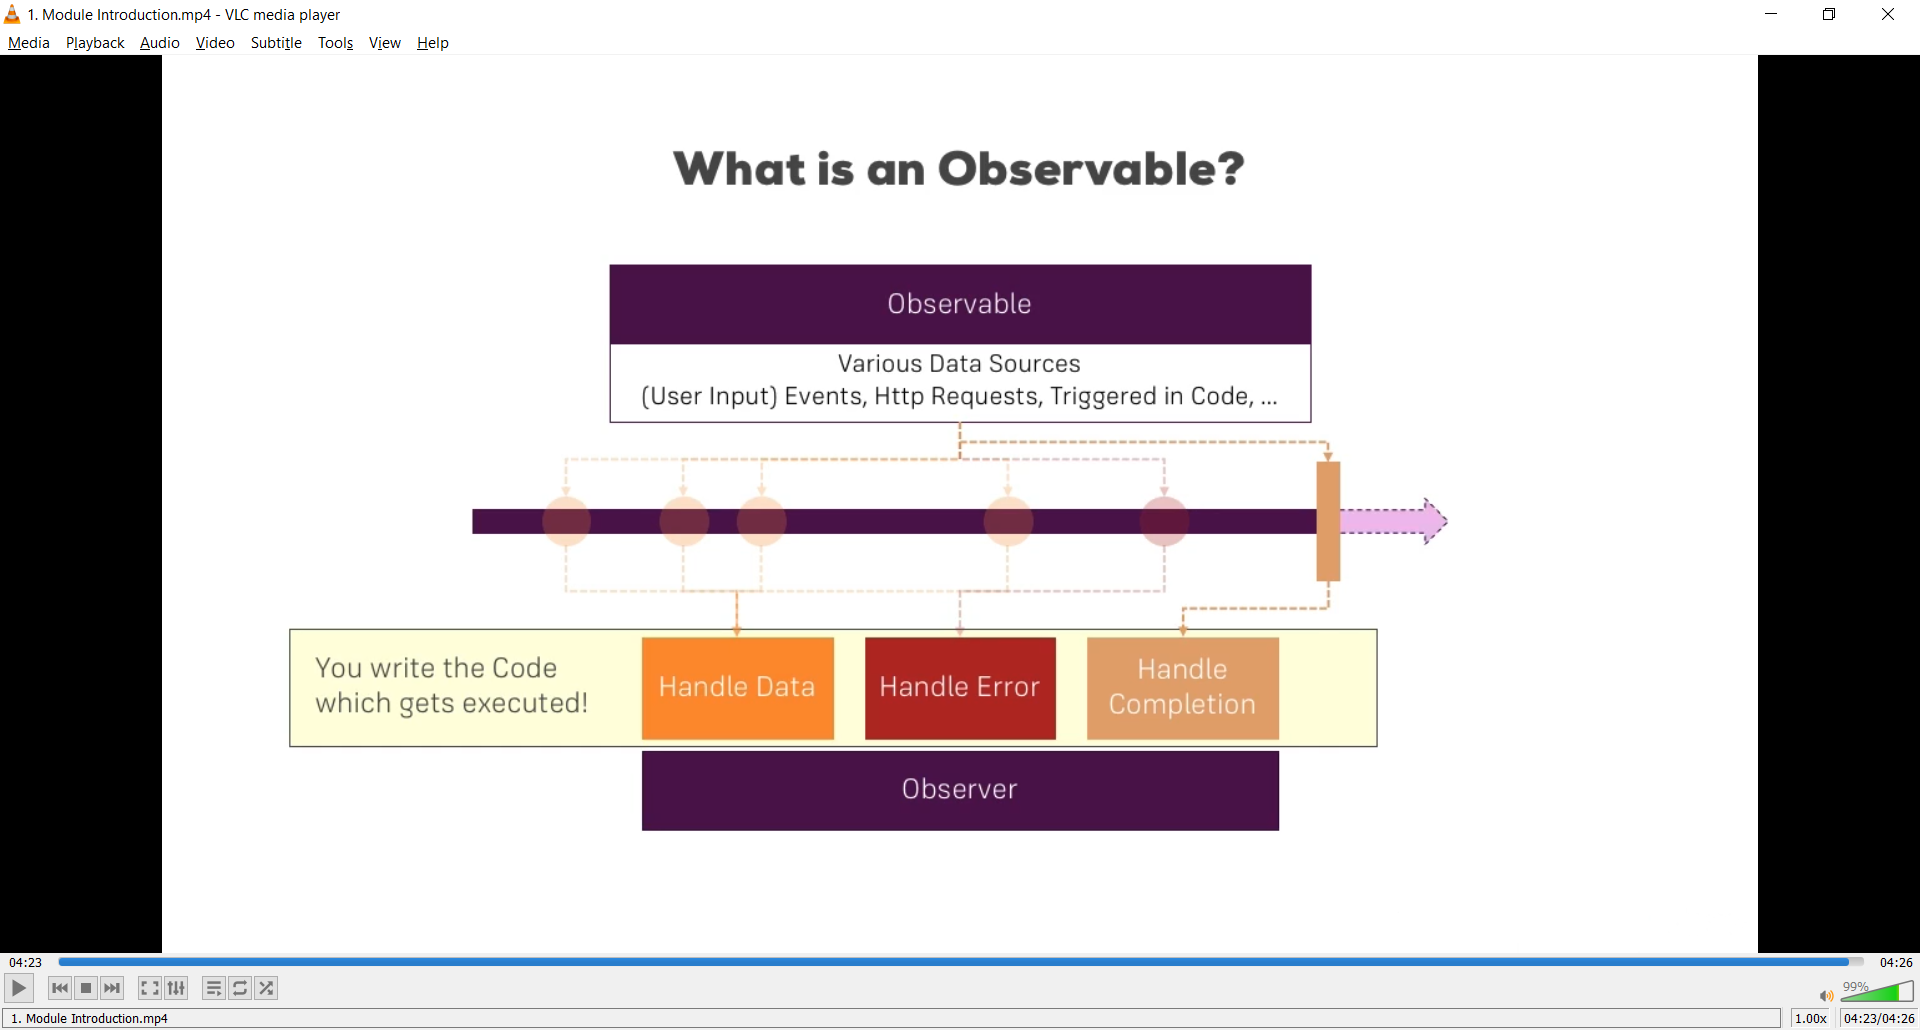 1. Module Introduction.mp4 - VLC media player
Media Playback Audio Video Subtitle Tools View Help
What is an Observable?
Observable
Various Data Sources
(User Input) Events, Http Requests, Triggered in Code, ...
You write the Code
which gets executed!
Handle Data
Handle Error
Handle
Completion
Observer
04:23
04:26
99%
1. Module Introduction.mp4
1.00x
04:23/04:26